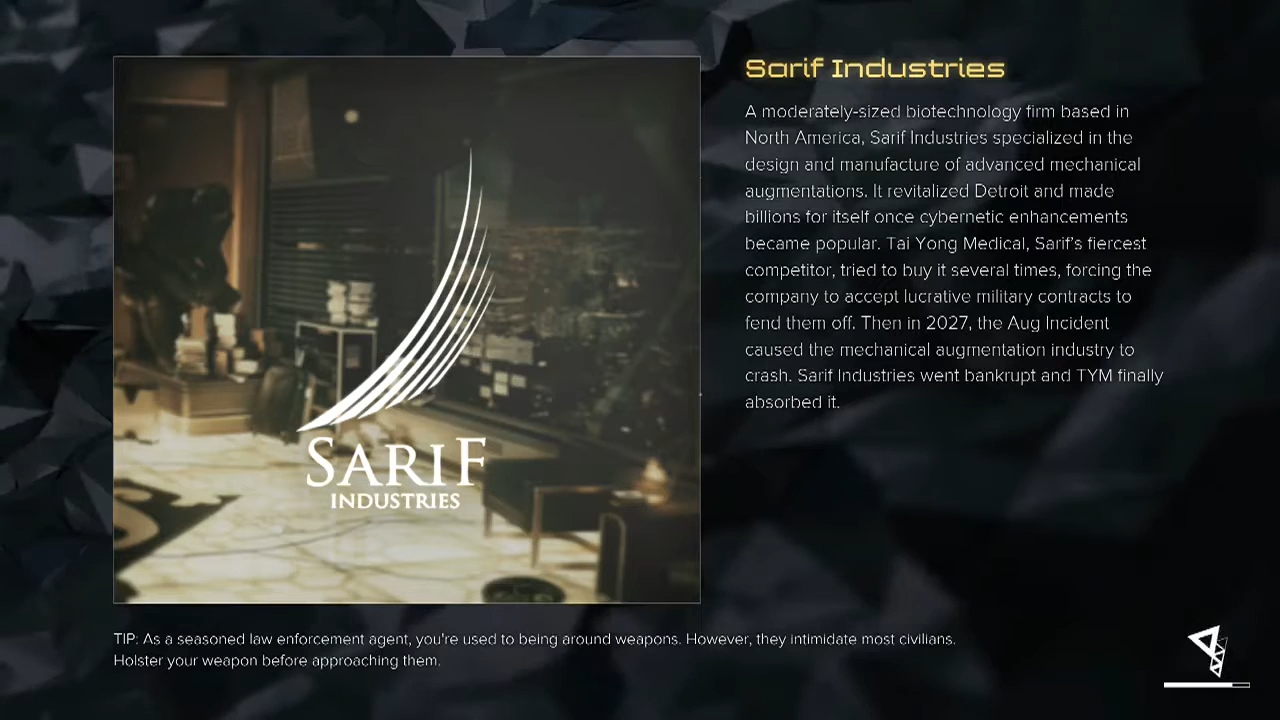 Sarif Industries
A moderately-sized biotechnology firm based in
North America, Sarif Industries specialized in the
design and manufacture of advanced mechanical
augmentations. It revitalized Detroit and made
billions for itself once cybernetic enhancements
became popular. Tai Yong Medical, Sarif's fiercest
competitor, tried to buy it several times, forcing the
company to accept lucrative military contracts to
fend them off. Then in 2027, the Aug Incident
caused the mechanical augmentation industry to
crash. Sarif Industries went bankrupt and TYM finally
absorbed it.
SARIF
INDUSTRIES
TIP: As a seasoned law enforcement agent, you're used to being around weapons. However, they intimidate most civilians.
Holster your weapon before approaching them.